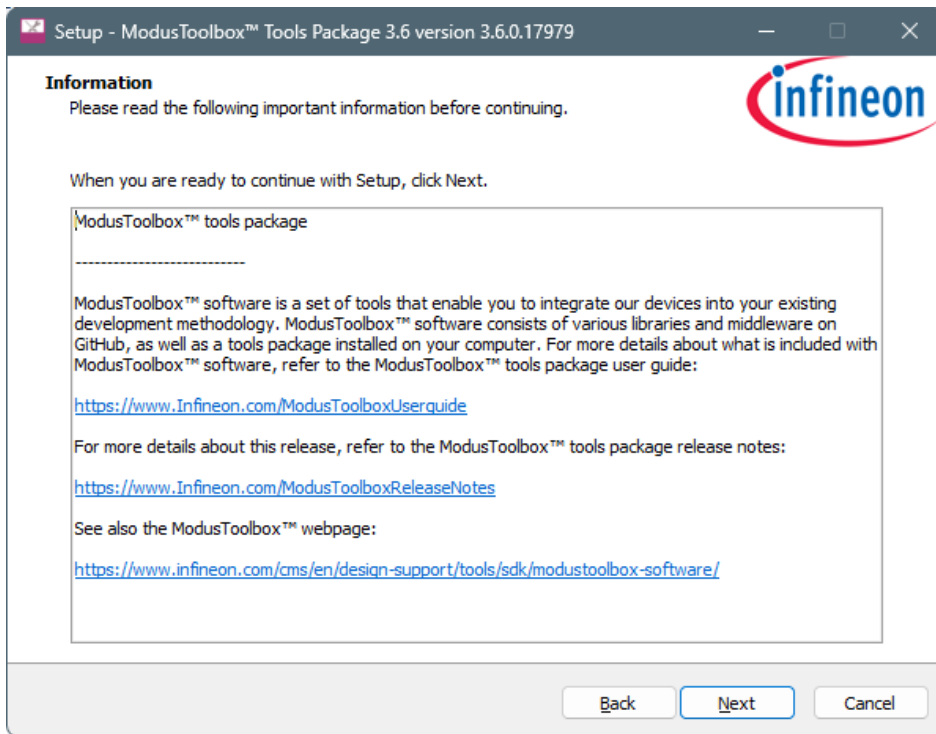 Setup - ModusToolbox™ Tools Package 3.6 version 3.6.0.17979
Information
Please read the following important information before continuing.
infineon
When you are ready to continue with Setup, click Next.
ModusToolbox™ tools package
---------------------------
ModusToolbox™ software is a set of tools that enable you to integrate our devices into your existing
development methodology. ModusToolbox™ software consists of various libraries and middleware on
GitHub, as well as a tools package installed on your computer. For more details about what is included with
ModusToolbox™ software, refer to the ModusToolbox™ tools package user guide:
https://www.Infineon.com/ModusToolboxUserguide
For more details about this release, refer to the ModusToolbox™ tools package release notes:
https://www.Infineon.com/ModusToolboxReleaseNotes
See also the ModusToolbox™ webpage:
https://www.infineon.com/cms/en/design-support/tools/sdk/modustoolbox-software/
Back
Next
Cancel